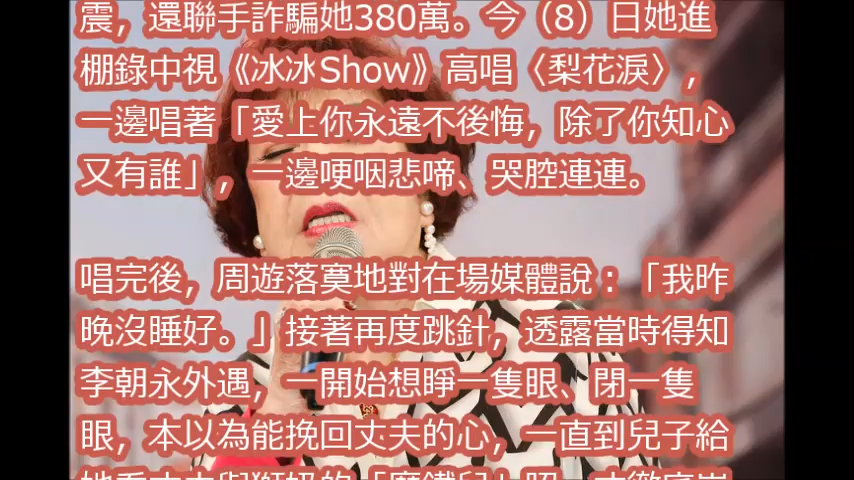 震，還聯手詐騙她380萬。今（8）日她進
棚錄中視《冰冰Show》高唱〈梨花淚〉，
一邊唱著「愛上你永遠不後悔，除了你知心
又有誰」，一邊哽咽悲啼、哭腔連連。
唱完後，周遊落寞地對在場媒體說：「我昨
晚沒睡好。」接著再度跳針，透露當時得知
李朝永外遇，一開始想睜一隻眼、閉一隻
眼，本以為能挽回丈夫的心，一直到兒子給